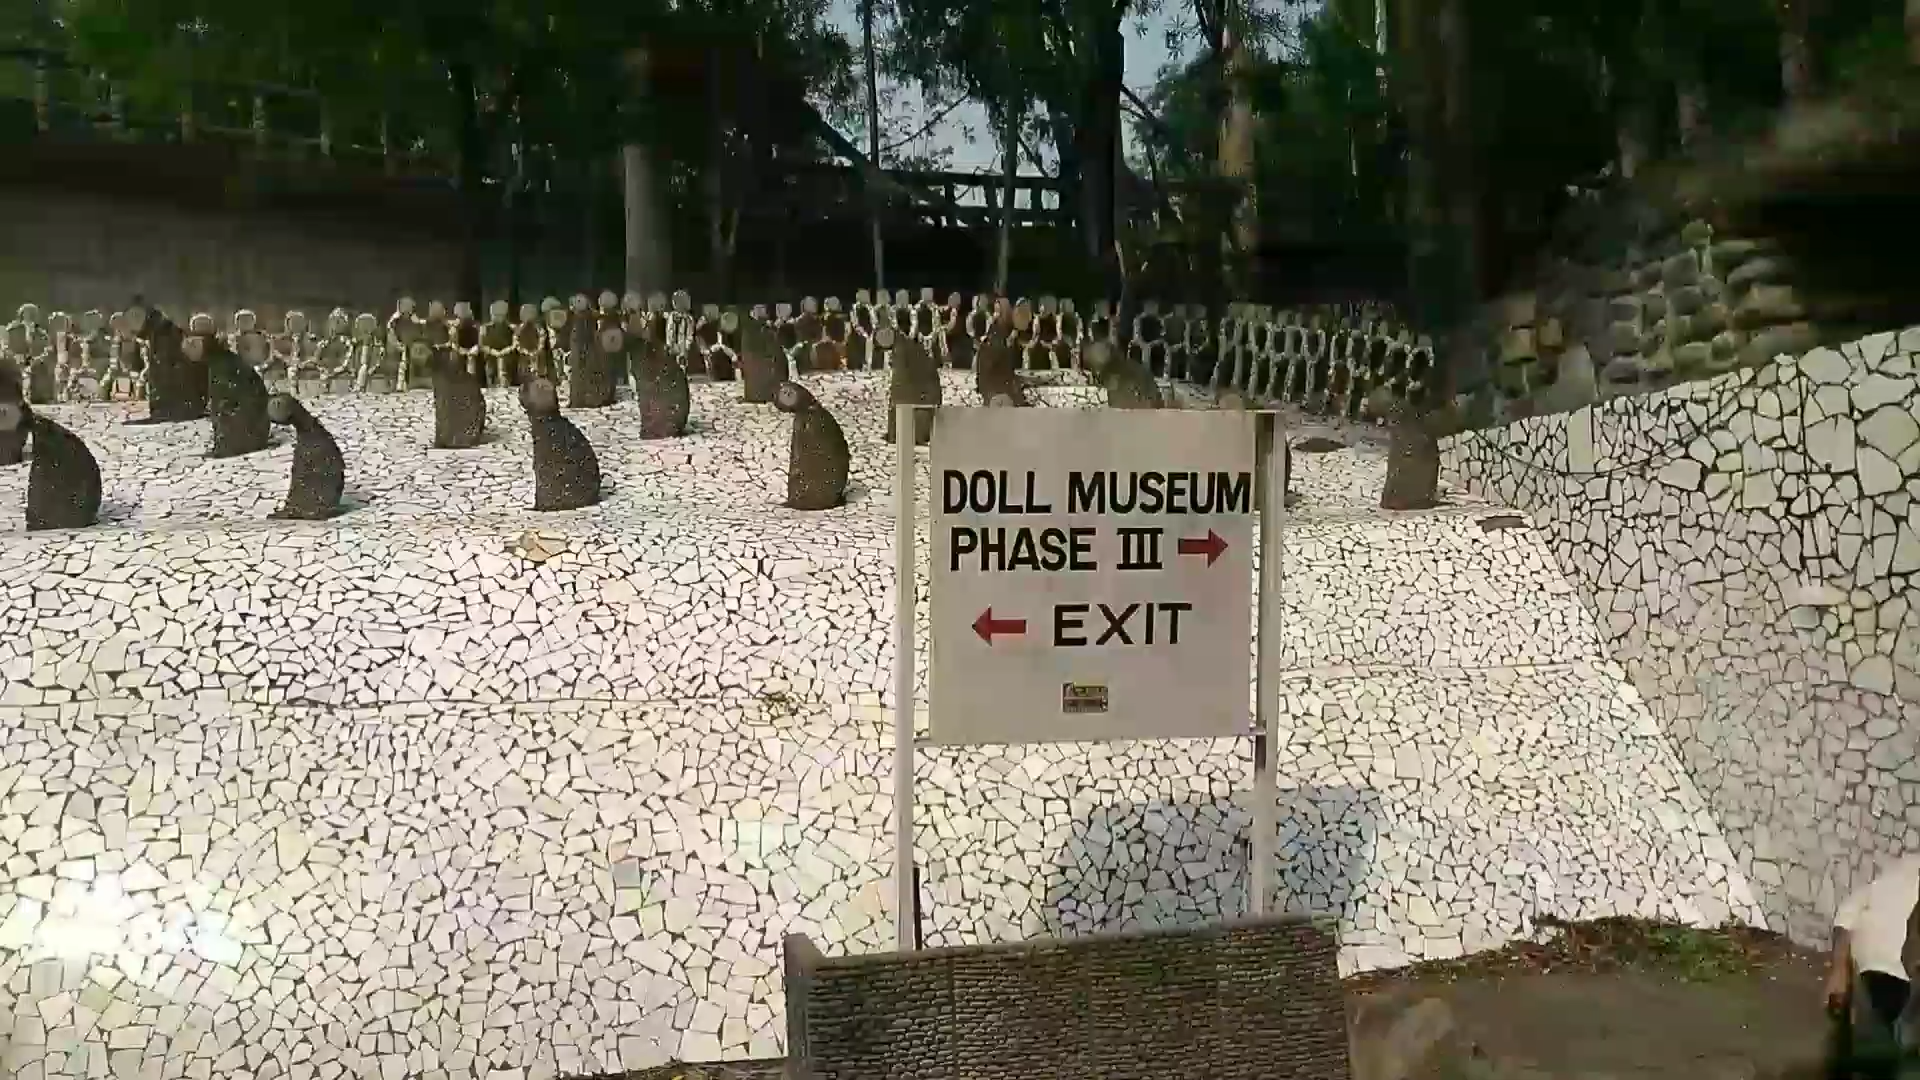 DOLL MUSEUM
PHASE III →
← EXIT